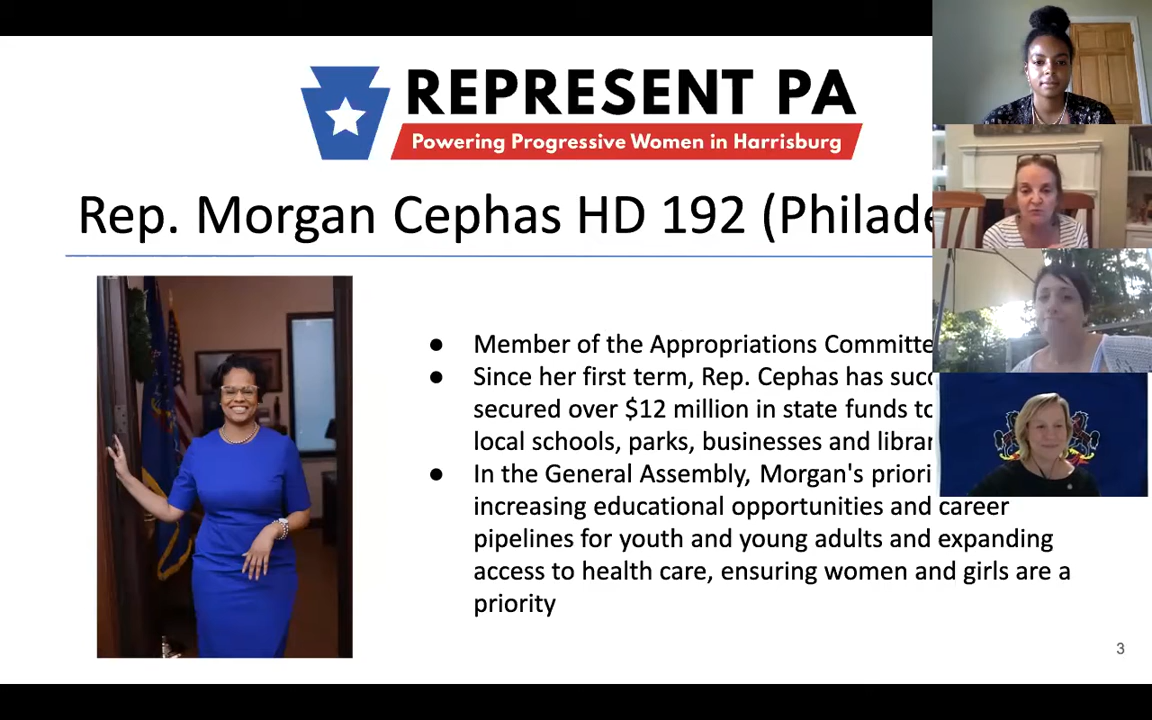 REPRESENT PA
Powering Progressive Women in Harrisburg
Rep. Morgan Cephas HD 192 (Philade
● Member of the Appropriations Committe
● Since her first term, Rep. Cephas has succ
secured over $12 million in state funds to
local schools, parks, businesses and librar
● In the General Assembly, Morgan's priori
increasing educational opportunities and career
pipelines for youth and young adults and expanding
access to health care, ensuring women and girls are a
priority
3